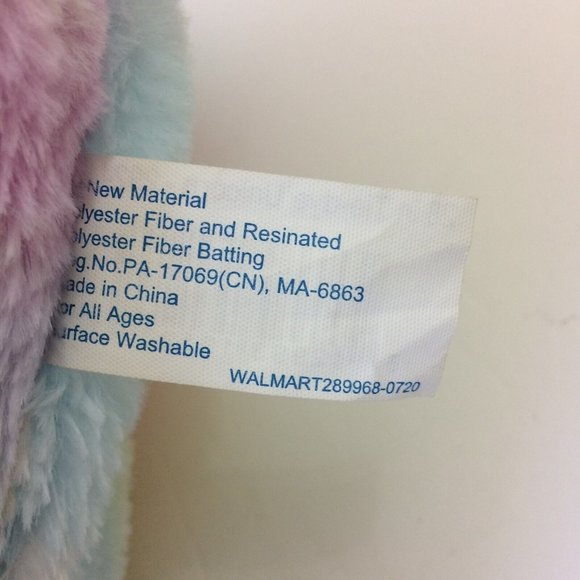 New Material
lyester Fiber and Resinated
lyester Fiber Batting
g.No.PA-17069(CN), MA-6863
ade in China
or All Ages
urface Washable
WALMART289968-0720